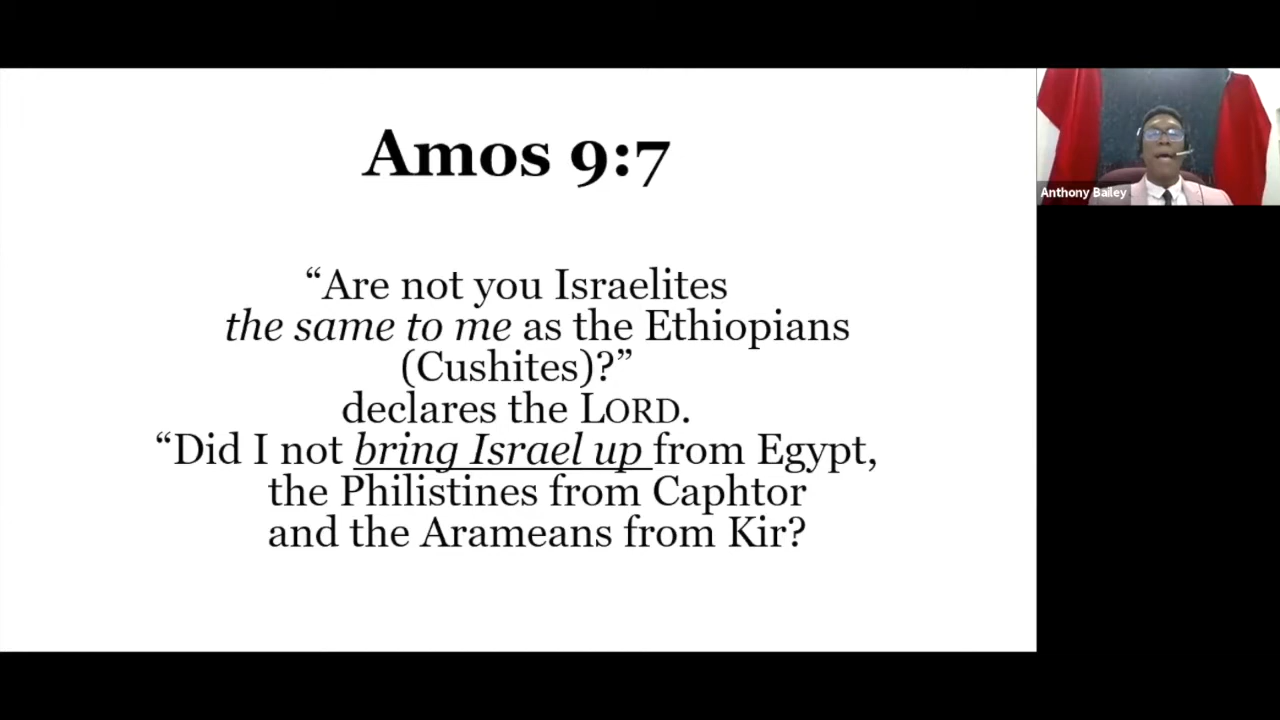 Amos 9:7
“Are not you Israelites
the same to me as the Ethiopians
(Cushites)?”
declares the LORD.
“Did I not bring Israel up from Egypt,
the Philistines from Caphtor
and the Arameans from Kir?
Anthony Bailey